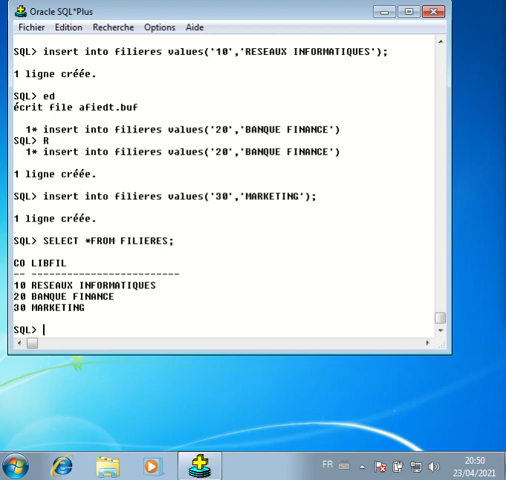 Oracle SQL*Plus
Fichier Edition Recherche Options Aide
SQL> insert into filieres values('10','RESEAUX INFORMATIQUES');
1 ligne créée.
SQL> ed
écrit file afiedt.buf
1* insert into filieres values('20','BANQUE FINANCE')
SQL> R
1* insert into filieres values('20','BANQUE FINANCE')
1 ligne créée.
SQL> insert into filieres values('30','MARKETING');
1 ligne créée.
SQL> SELECT *FROM FILIERES;
CO LIBFIL
-- -------------------------
10 RESEAUX INFORMATIQUES
20 BANQUE FINANCE
30 MARKETING
SQL>
FR
20:50
23/04/2021